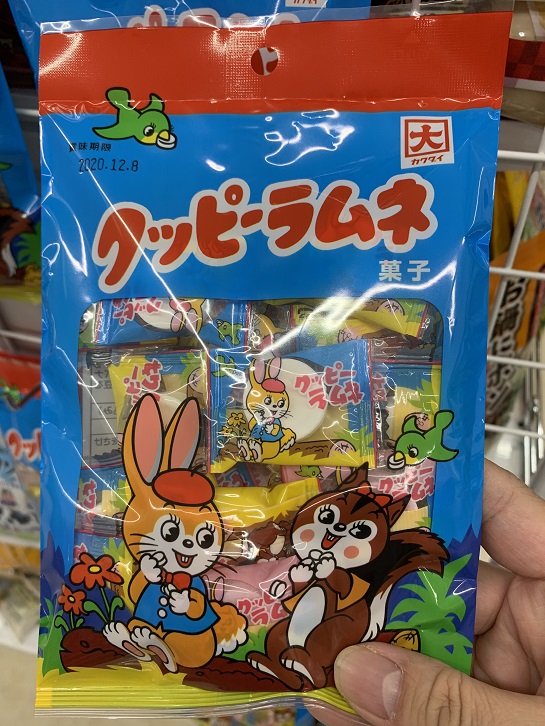 賞味期限
2020.12.8
大
カクダイ
クッピーラムネ
菓子
クッピー
ラムネ